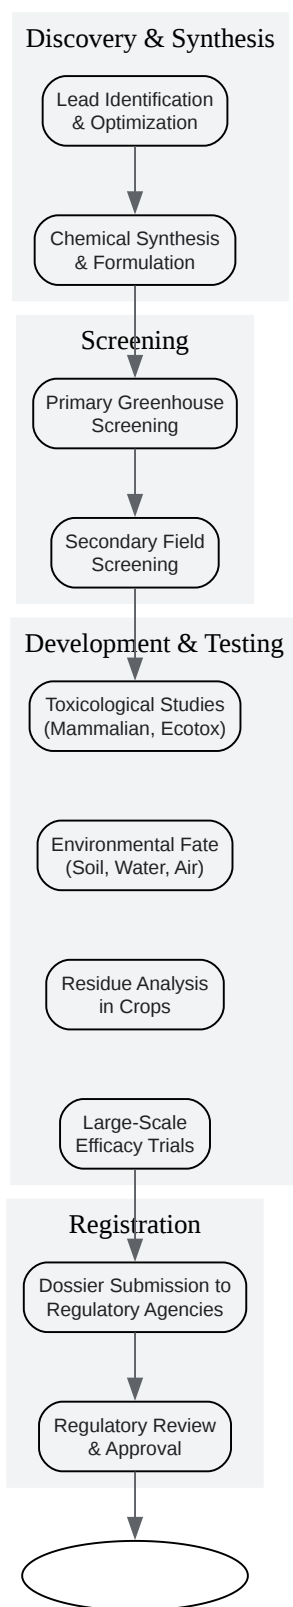 Discovery & Synthesis
Lead Identification
& Optimization
Chemical Synthesis
& Formulation
Screening
Primary Greenhouse
Screening
Secondary Field
Screening
Development & Testing
Toxicological Studies
(Mammalian, Ecotox)
Environmental Fate
(Soil, Water, Air)
Residue Analysis
in Crops
Large-Scale
Efficacy Trials
Registration
Dossier Submission to
Regulatory Agencies
Regulatory Review
& Approval